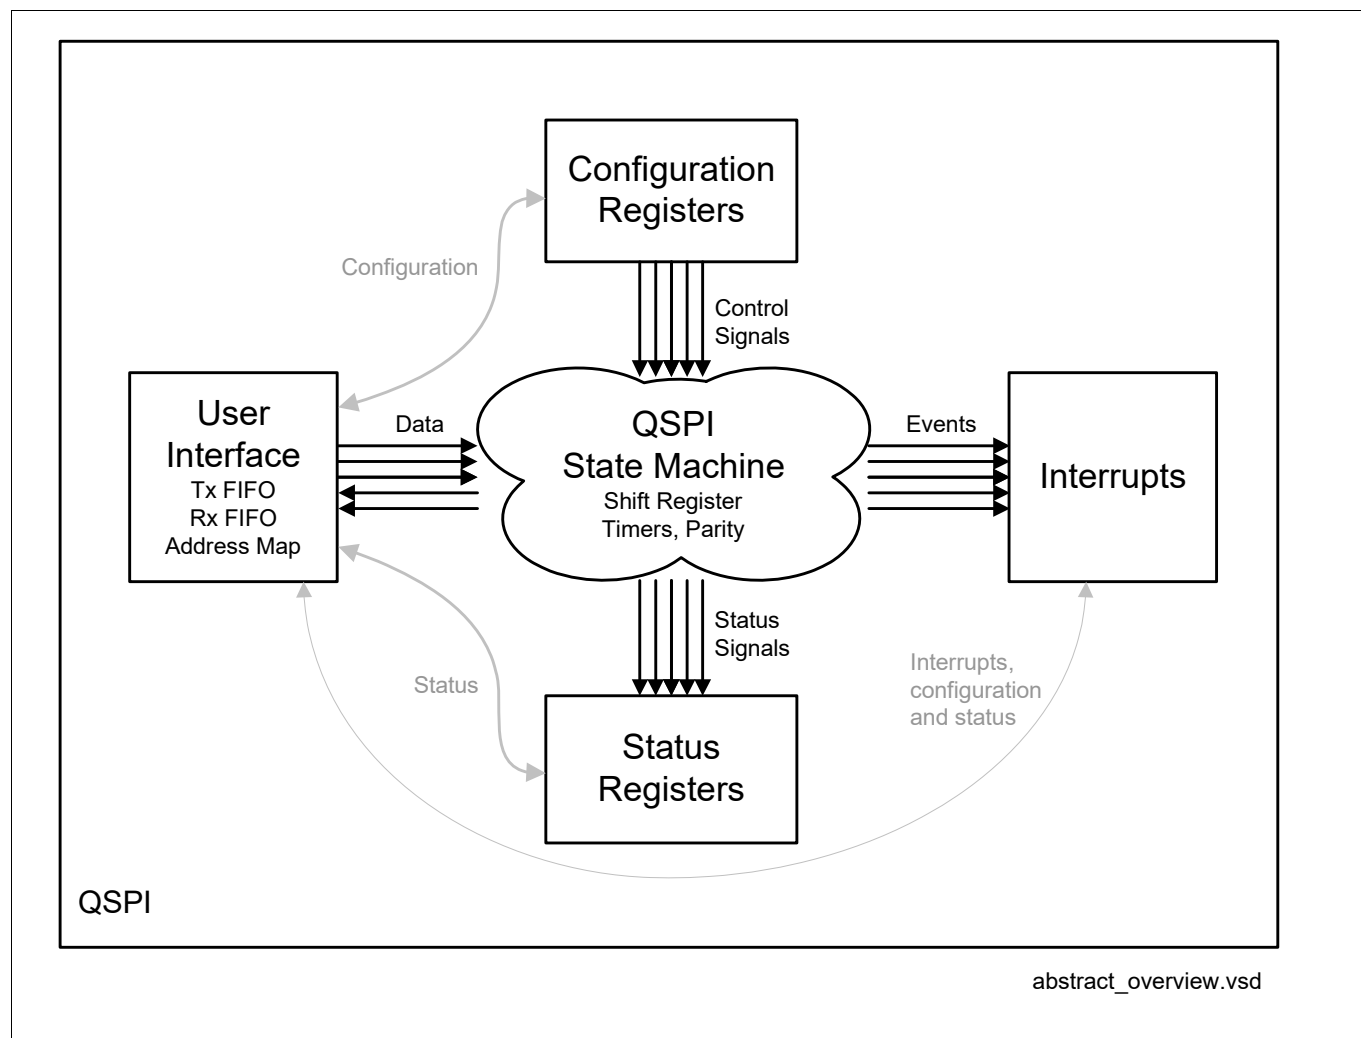 Configuration
Registers
Configuration
Control
Signals
User
Interface
Tx FIFO
Rx FIFO
Address Map
Data
QSPI
State Machine
Shift Register
Timers, Parity
Events
Interrupts
Status
Signals
Status
Interrupts,
configuration
and status
Status
Registers
QSPI
abstract_overview.vsd